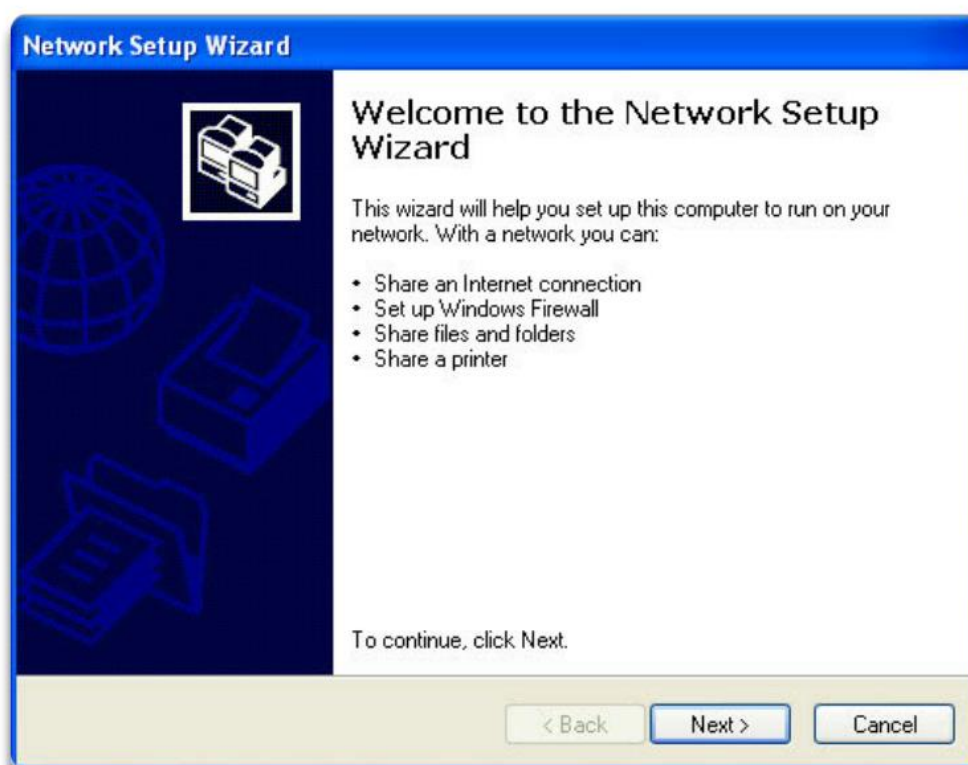 Network Setup Wizard
Welcome to the Network Setup
Wizard
This wizard will help you set up this computer to run on your
network. With a network you can:
• Share an Internet connection
• Set up Windows Firewall
• Share files and folders
• Share a printer
To continue, click Next.
< Back
Next >
Cancel